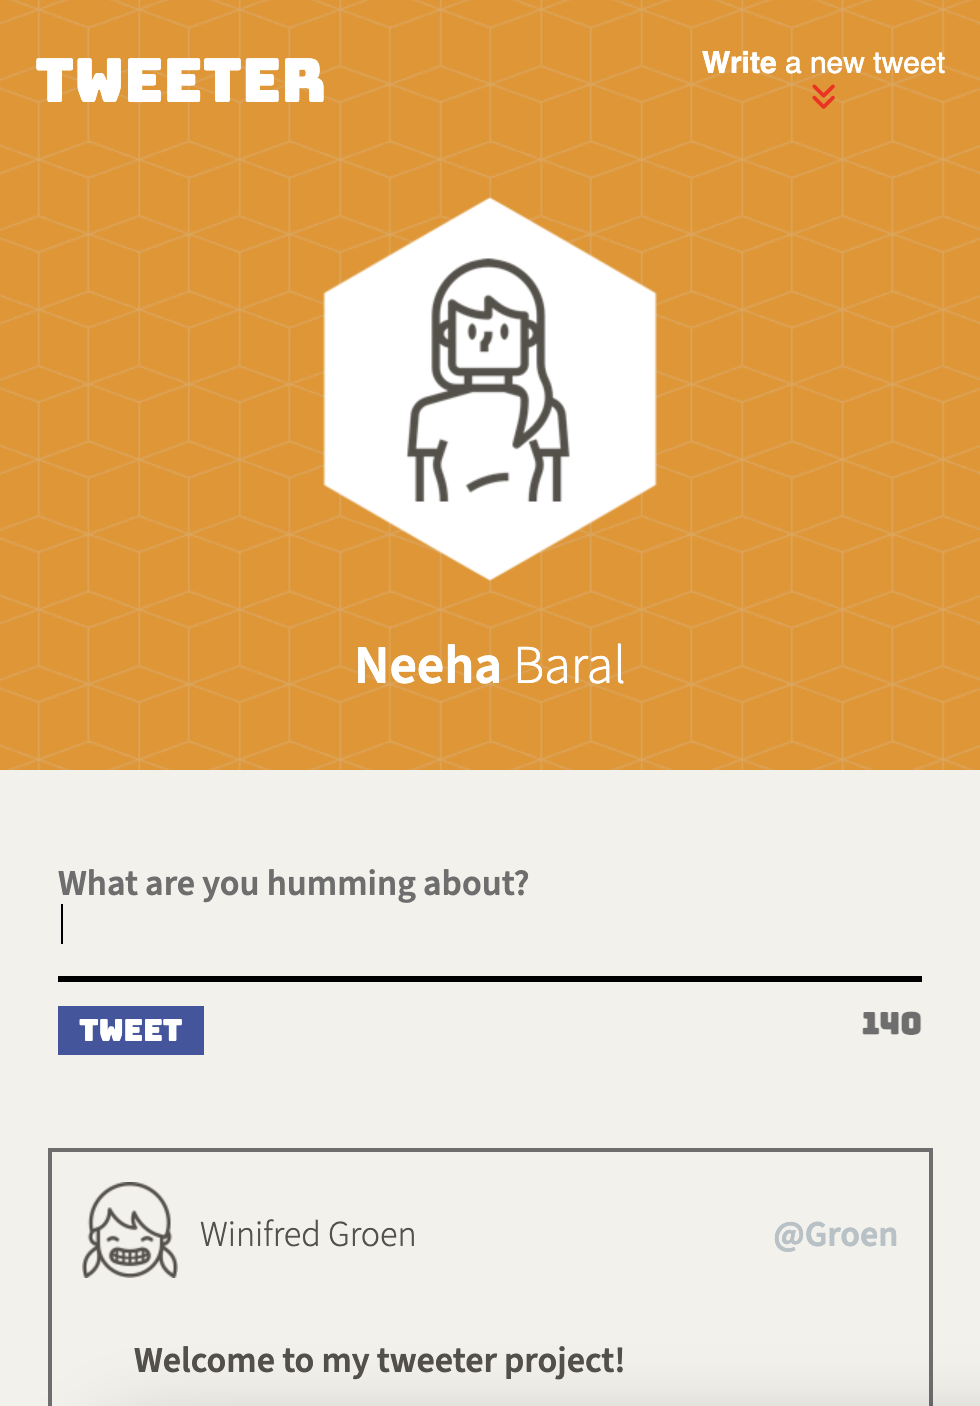 TWEETER
Write a new tweet
Neeha Baral
What are you humming about?
TWEET
140
Winifred Groen
@Groen
Welcome to my tweeter project!